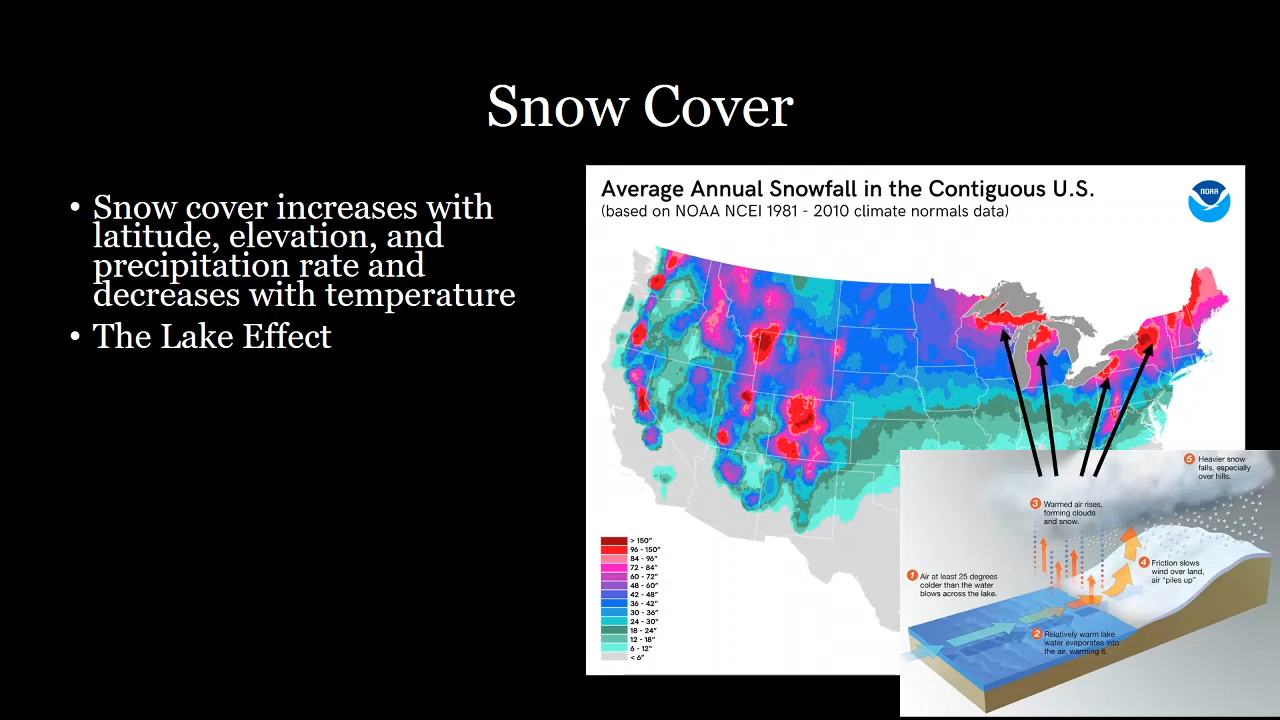 Snow Cover
• Snow cover increases with
latitude, elevation, and
precipitation rate and
decreases with temperature
• The Lake Effect
Average Annual Snowfall in the Contiguous U.S.
(based on NOAA NCEI 1981 - 2010 climate normals data)
NOAA
> 150"
96 - 150"
84 - 96"
72 - 84"
60 - 72"
48 - 60"
42 - 48"
36 - 42"
30 - 36"
24 - 30"
18 - 24"
12 - 18"
6 - 12"
< 6"
5 Heavier snow
falls, especially
over hills.
3 Warmed air rises,
forming clouds
and snow.
4 Friction slows
wind over land,
air "piles up"
1 Air at least 25 degrees
colder than the water
blows across the lake.
2 Relatively warm lake
water evaporates into
the air, warming it.